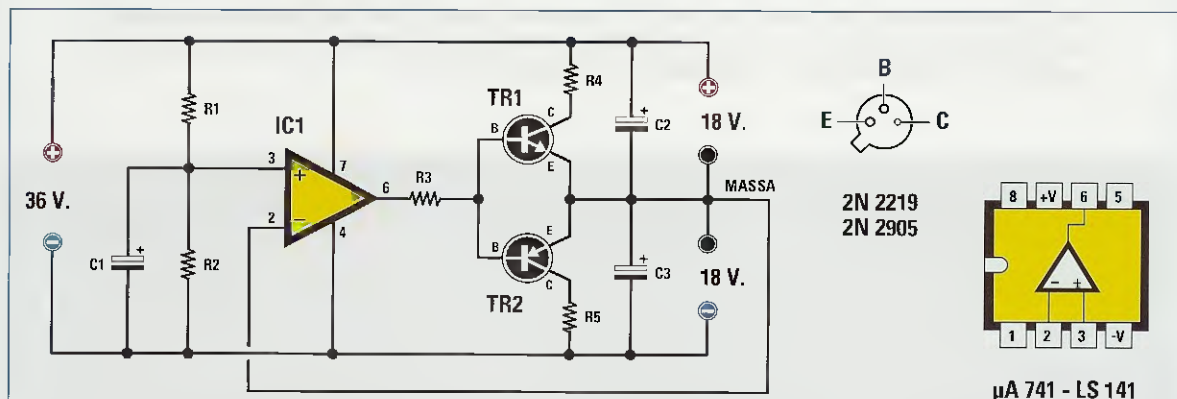 36 V.
R1
C1
R2
IC1
3
2
7
4
6
R3
TR1
B
C
E
TR2
B
E
C
R4
R5
C2
C3
18 V.
MASSA
18 V.
B
E
C
2N 2219
2N 2905
8 +V 6 5
1 2 3 -V
µA 741 - LS 141